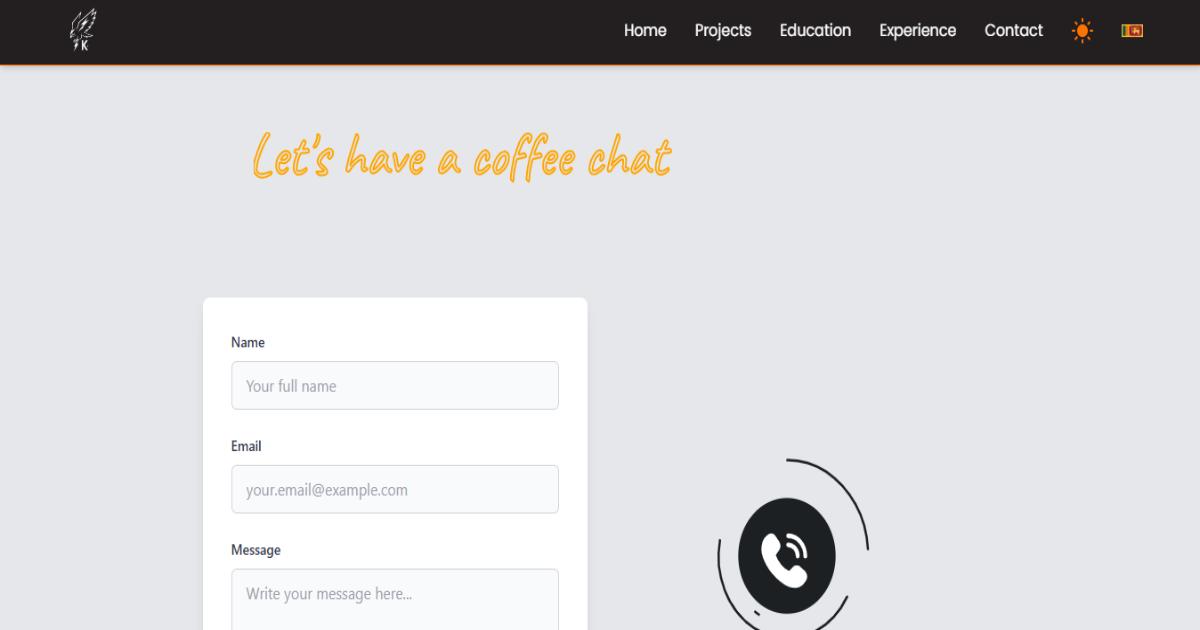 K
Home Projects Education Experience Contact
Let's have a coffee chat
Name
Your full name
Email
your.email@example.com
Message
Write your message here...